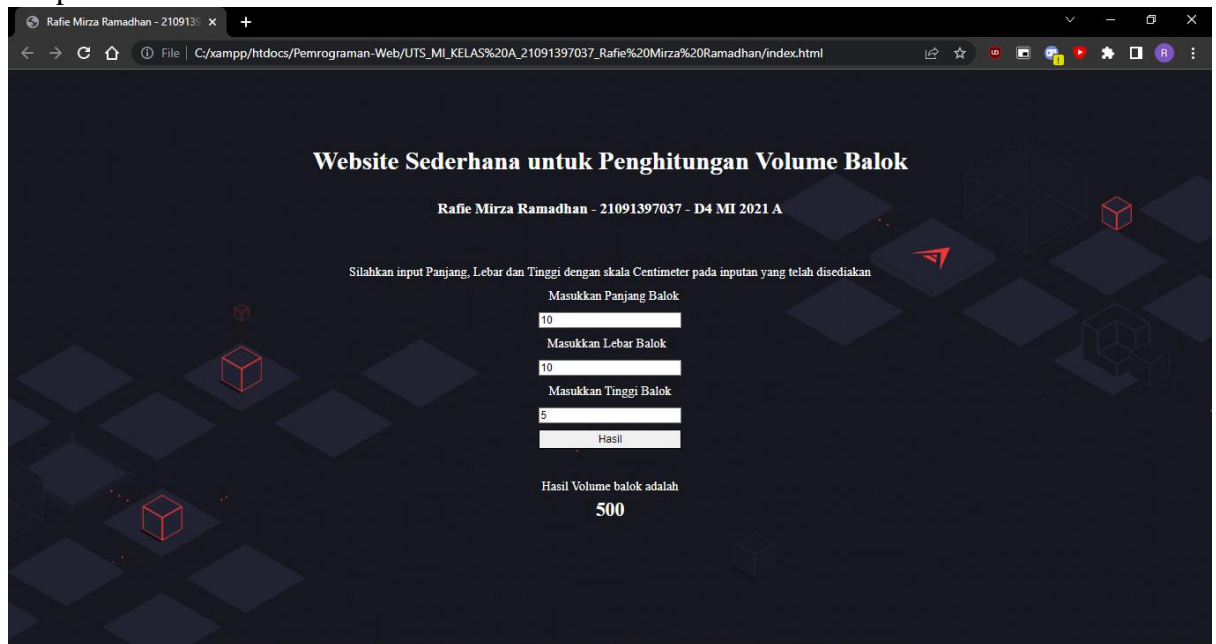 Rafie Mirza Ramadhan - 2109139
File | C:/xampp/htdocs/Pemrograman-Web/UTS_MI_KELAS%20A_21091397037_Rafie%20Mirza%20Ramadhan/index.html
R
Website Sederhana untuk Penghitungan Volume Balok
Rafie Mirza Ramadhan - 21091397037 - D4 MI 2021 A
Silahkan input Panjang, Lebar dan Tinggi dengan skala Centimeter pada inputan yang telah disediakan
Masukkan Panjang Balok
10
Masukkan Lebar Balok
10
Masukkan Tinggi Balok
5
Hasil
Hasil Volume balok adalah
500